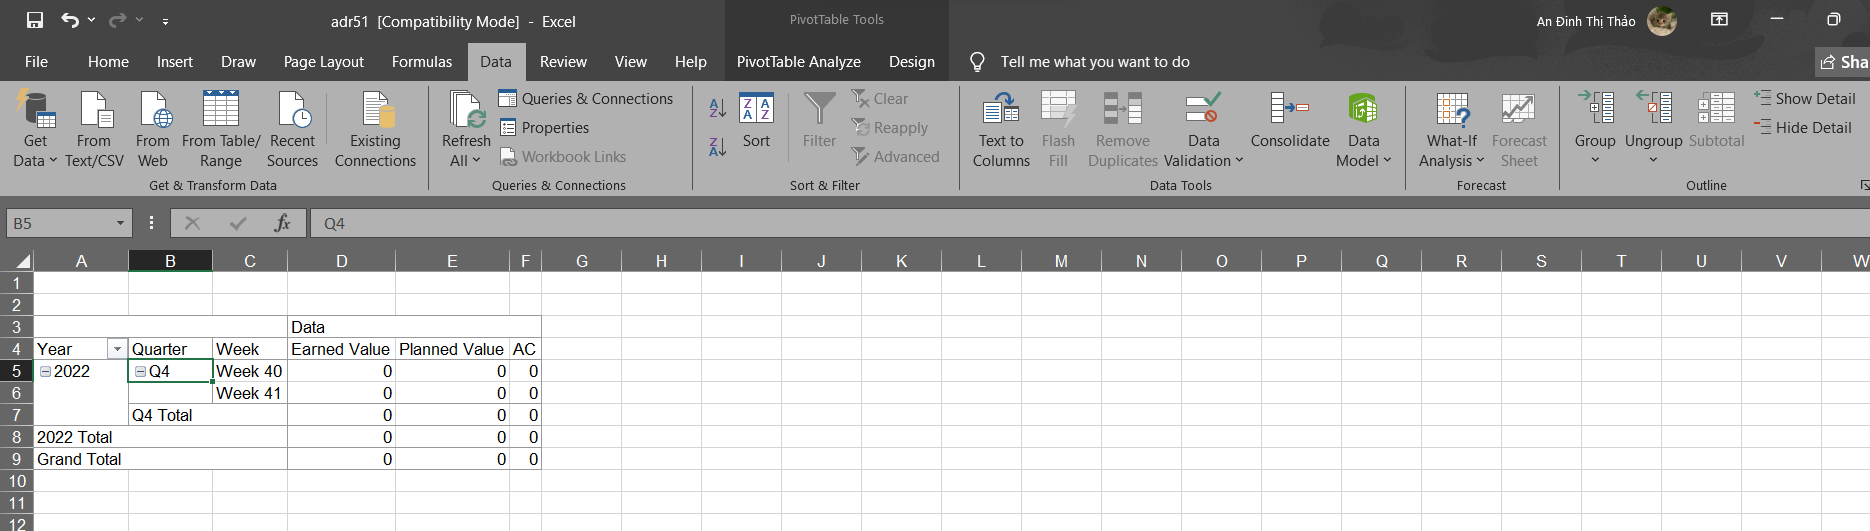 adr51 [Compatibility Mode] - Excel
PivotTable Tools
An Đinh Thị Thảo
File Home Insert Draw Page Layout Formulas Data Review View Help PivotTable Analyze Design Tell me what you want to do Sha
Get Data
From Text/CSV
From Web
From Table/ Range
Recent Sources
Existing Connections
Get & Transform Data
Refresh All
Queries & Connections
Properties
Workbook Links
Queries & Connections
Sort
Filter
Clear
Reapply
Advanced
Sort & Filter
Text to Columns
Flash Fill
Remove Duplicates
Data Validation
Consolidate
Data Model
Data Tools
What-If Analysis
Forecast Sheet
Forecast
Group
Ungroup
Subtotal
Show Detail
Hide Detail
Outline
B5 fx Q4
A B C D E F G H I J K L M N O P Q R S T U V W
1
2
3 Data
4 Year Quarter Week Earned Value Planned Value AC
5 2022 Q4 Week 40 0 0 0
6 Week 41 0 0 0
7 Q4 Total 0 0 0
8 2022 Total 0 0 0
9 Grand Total 0 0 0
10
11
12